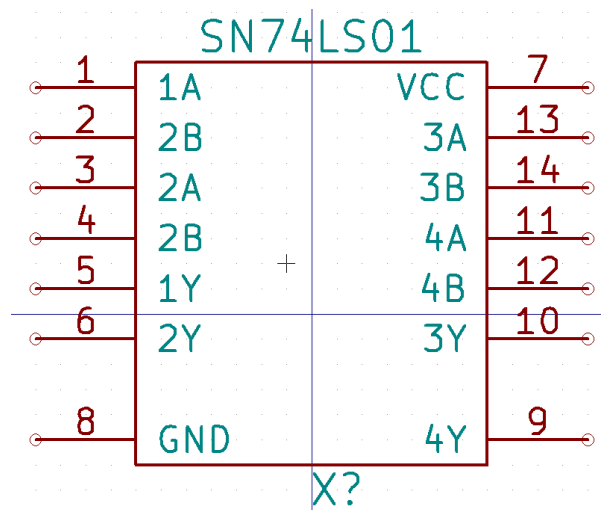 SN74LS01
1 1A VCC 7
2 2B 3A 13
3 2A 3B 14
4 2B 4A 11
5 1Y 4B 12
6 2Y 3Y 10
8 GND 4Y 9
X?